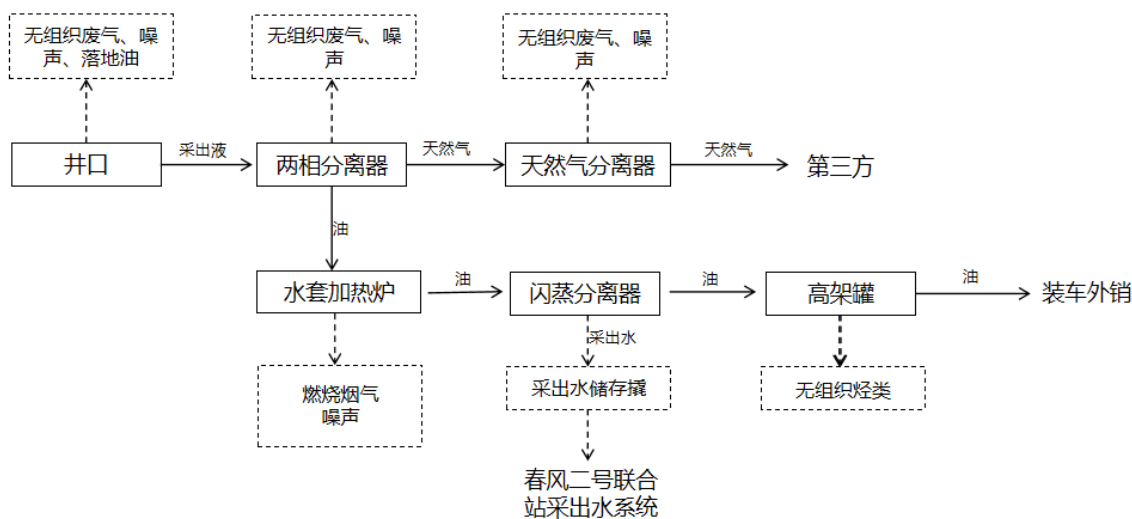 无组织废气、噪
声、落地油
无组织废气、噪
声
无组织废气、噪
声
井口
采出液
两相分离器
天然气
天然气分离器
天然气
第三方
油
水套加热炉
油
闪蒸分离器
油
高架罐
油
装车外销
采出水
燃烧烟气
噪声
采出水储存撬
无组织烃类
春风二号联合
站采出水系统